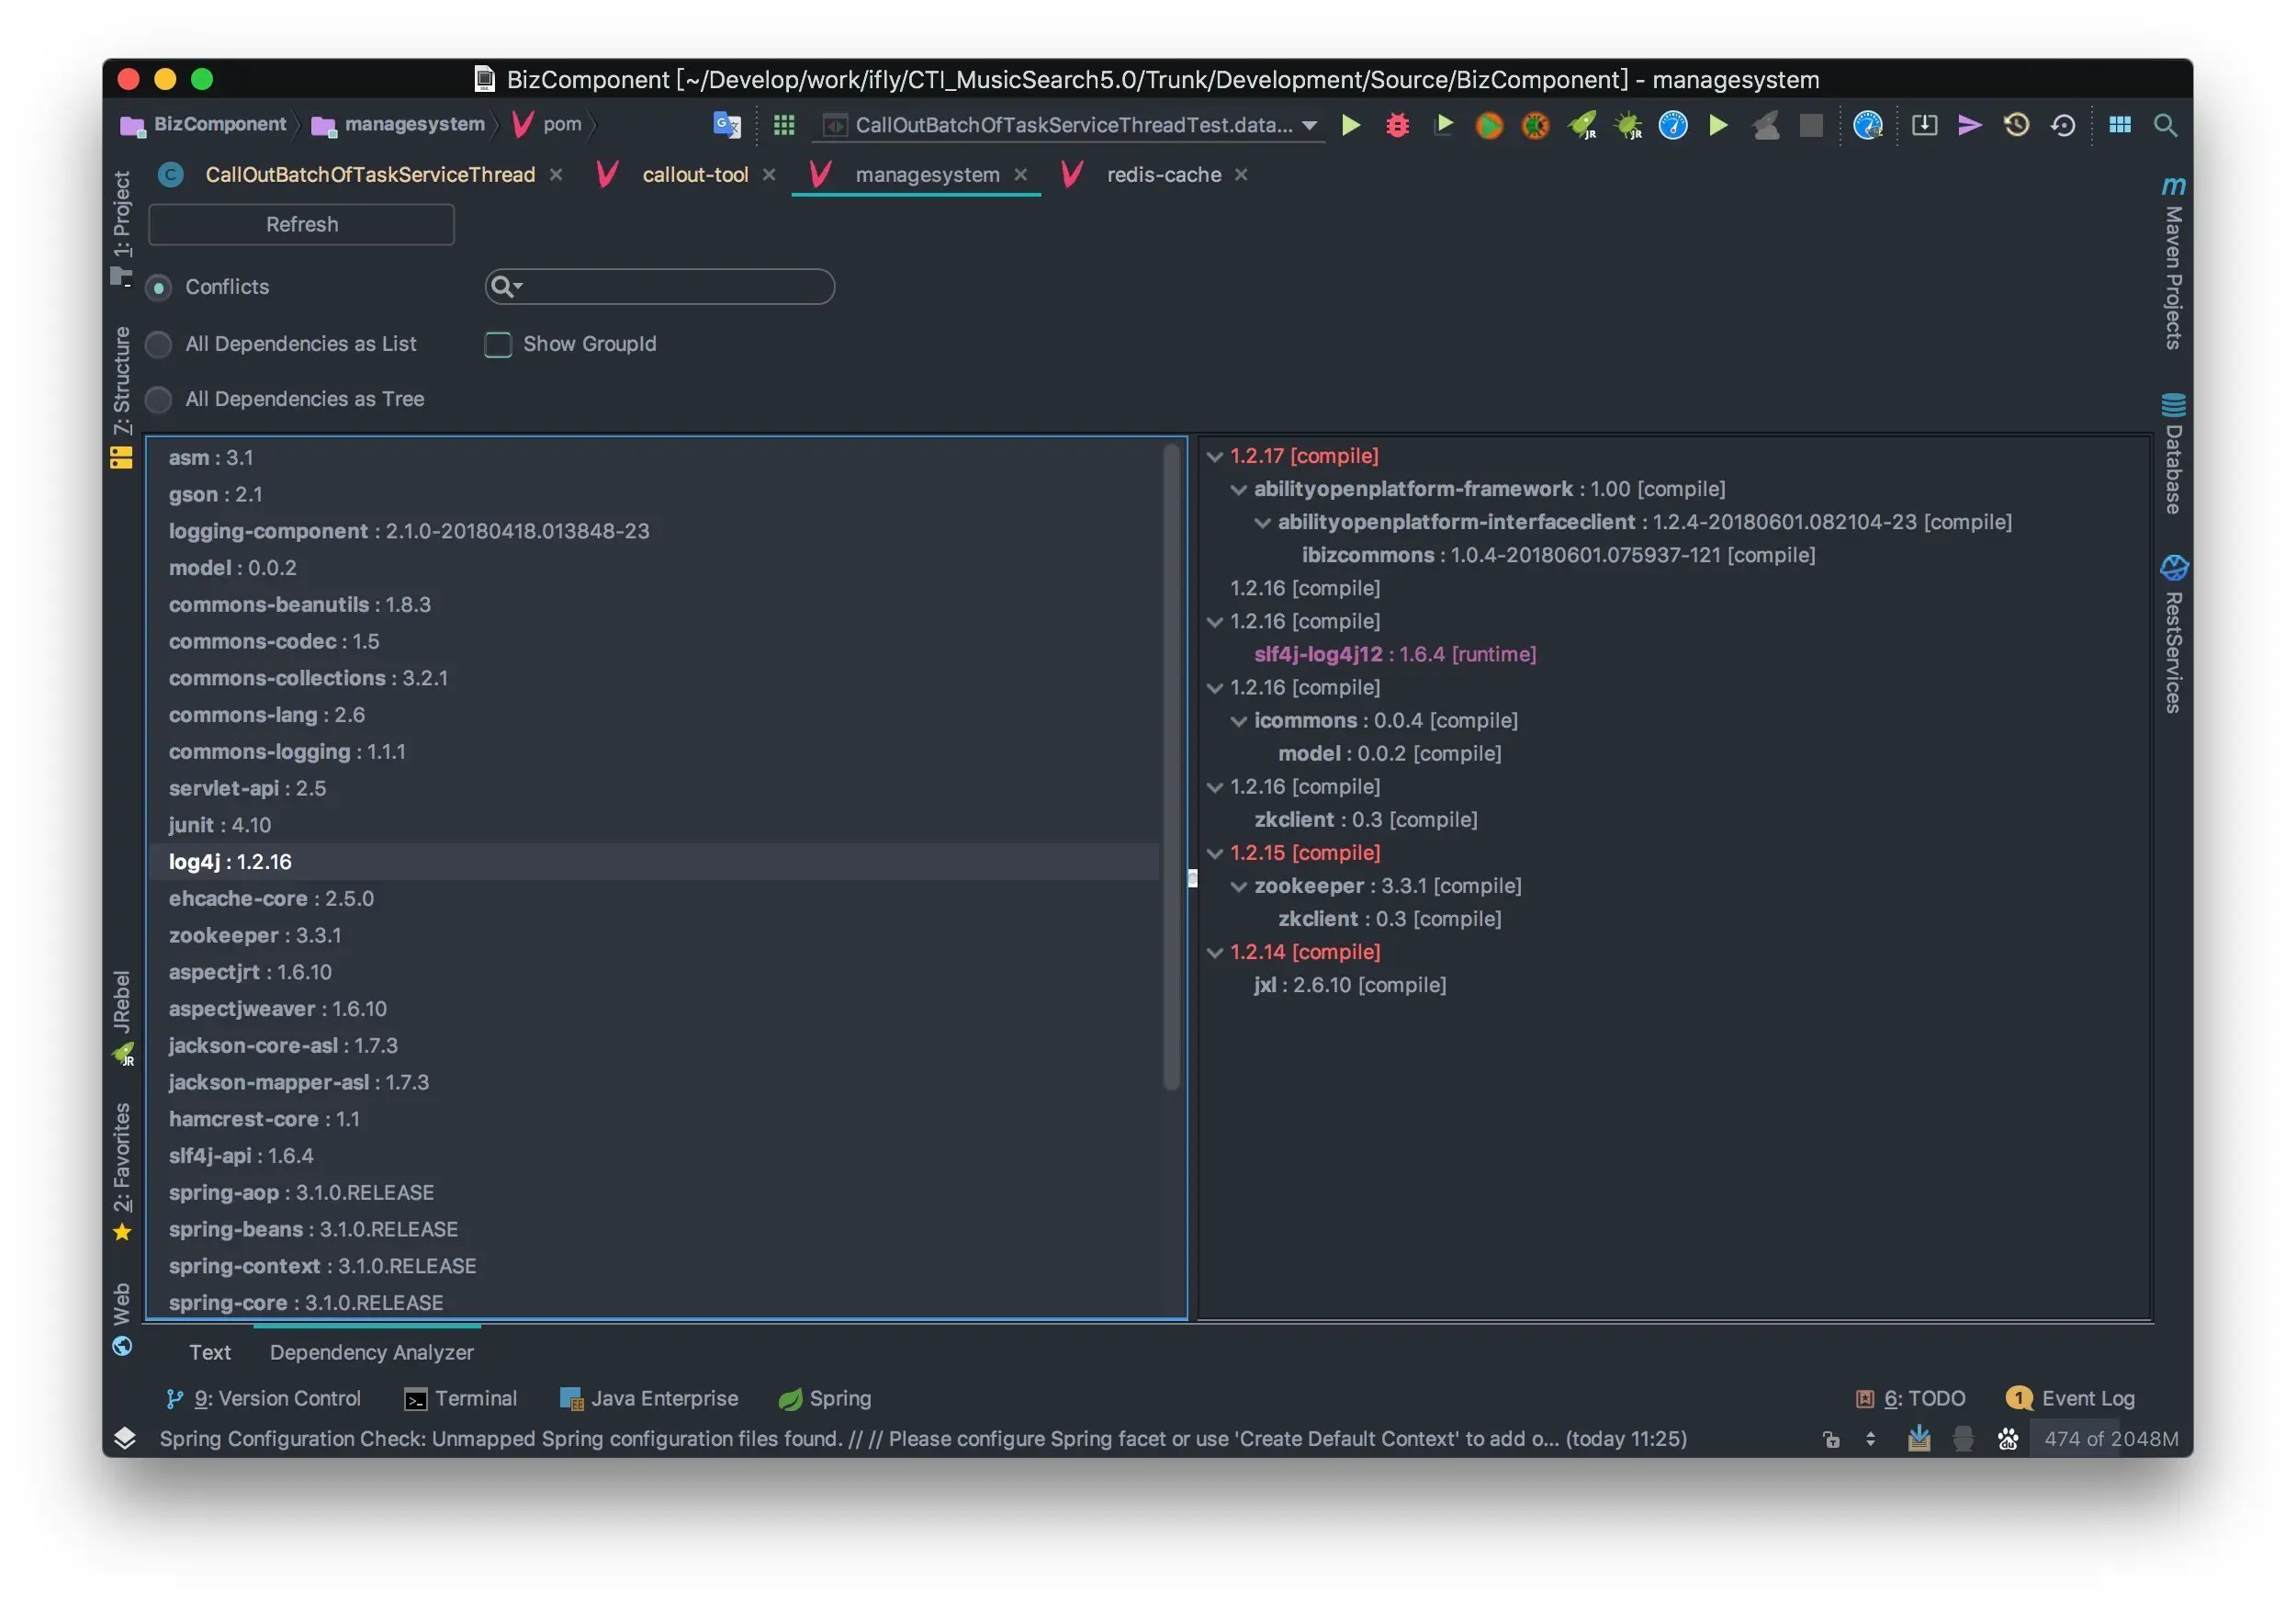 BizComponent [~/Develop/work/ifly/CTI_MusicSearch5.0/Trunk/Development/Source/BizComponent] - managesystem
BizComponent managesystem pom CallOutBatchOfTaskServiceThreadTest.data...
CallOutBatchOfTaskServiceThread callout-tool managesystem redis-cache
Refresh
Conflicts
All Dependencies as List Show GroupId
All Dependencies as Tree
asm : 3.1
gson : 2.1
logging-component : 2.1.0-20180418.013848-23
model : 0.0.2
commons-beanutils : 1.8.3
commons-codec : 1.5
commons-collections : 3.2.1
commons-lang : 2.6
commons-logging : 1.1.1
servlet-api : 2.5
junit : 4.10
log4j : 1.2.16
ehcache-core : 2.5.0
zookeeper : 3.3.1
aspectjrt : 1.6.10
aspectjweaver : 1.6.10
jackson-core-asl : 1.7.3
jackson-mapper-asl : 1.7.3
hamcrest-core : 1.1
slf4j-api : 1.6.4
spring-aop : 3.1.0.RELEASE
spring-beans : 3.1.0.RELEASE
spring-context : 3.1.0.RELEASE
spring-core : 3.1.0.RELEASE
1.2.17 [compile]
abilityopenplatform-framework : 1.00 [compile]
abilityopenplatform-interfaceclient : 1.2.4-20180601.082104-23 [compile]
ibizcommons : 1.0.4-20180601.075937-121 [compile]
1.2.16 [compile]
1.2.16 [compile]
slf4j-log4j12 : 1.6.4 [runtime]
1.2.16 [compile]
icommons : 0.0.4 [compile]
model : 0.0.2 [compile]
1.2.16 [compile]
zkclient : 0.3 [compile]
1.2.15 [compile]
zookeeper : 3.3.1 [compile]
zkclient : 0.3 [compile]
1.2.14 [compile]
jxl : 2.6.10 [compile]
1: Project
7: Structure
JRebel
2: Favorites
Web
Maven Projects
Database
RestServices
Text Dependency Analyzer
9: Version Control Terminal Java Enterprise Spring 6: TODO 1 Event Log
Spring Configuration Check: Unmapped Spring configuration files found. // // Please configure Spring facet or use 'Create Default Context' to add o... (today 11:25) 474 of 2048M